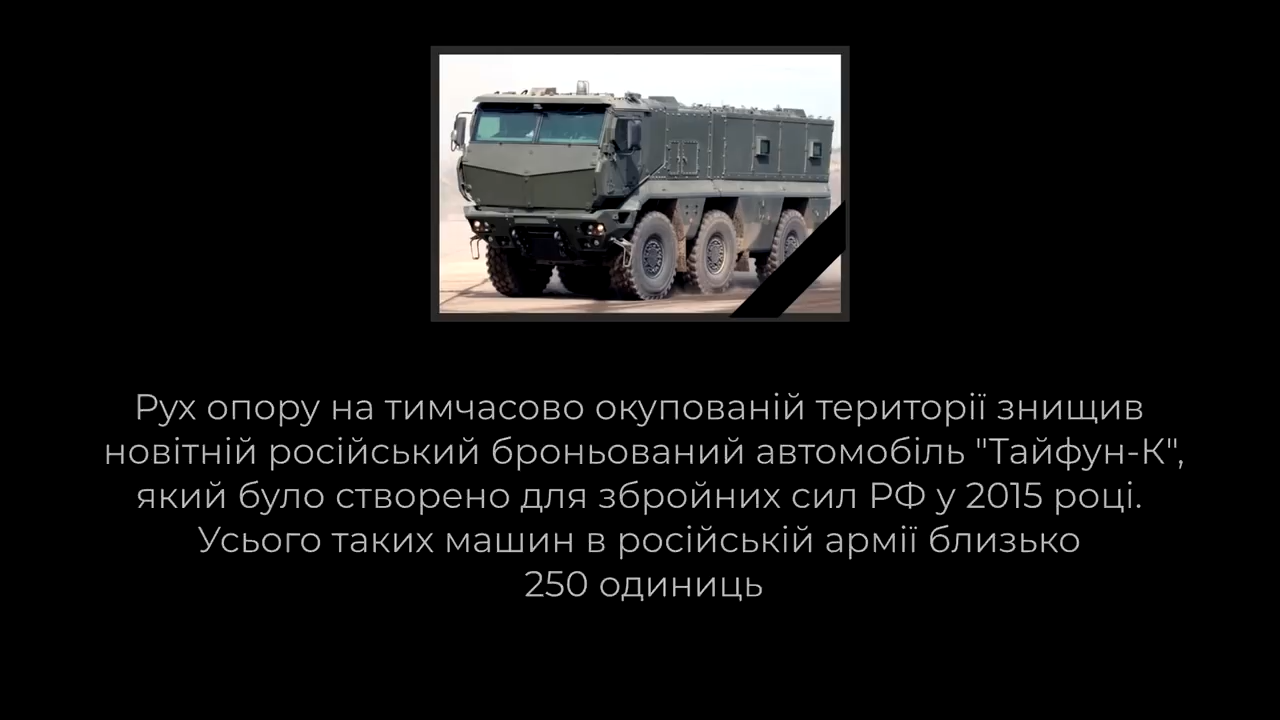 Рух опору на тимчасово окупованій території знищив
новітній російський броньований автомобіль "Тайфун-К",
який було створено для збройних сил РФ у 2015 році.
Усього таких машин в російській армії близько
250 одиниць